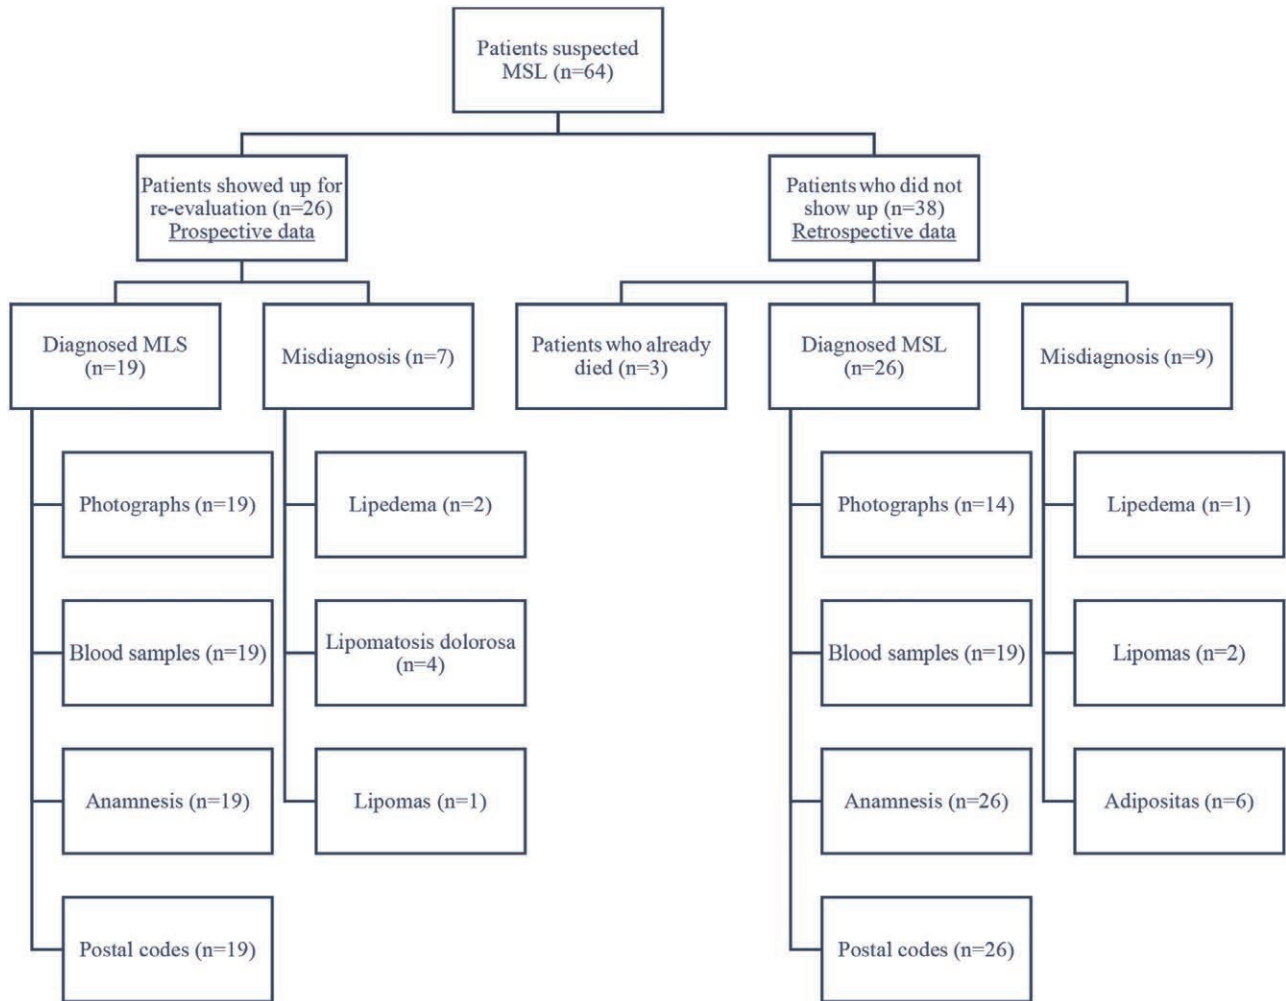 Patients suspected
MSL (n=64)
Patients showed up for
re-evaluation (n=26)
Prospective data
Patients who did not
show up (n=38)
Retrospective data
Diagnosed MLS
(n=19)
Misdiagnosis (n=7)
Patients who already
died (n=3)
Diagnosed MSL
(n=26)
Misdiagnosis (n=9)
Photographs (n=19)
Lipedema (n=2)
Photographs (n=14)
Lipedema (n=1)
Blood samples (n=19)
Lipomatosis dolorosa
(n=4)
Blood samples (n=19)
Lipomas (n=2)
Anamnesis (n=19)
Lipomas (n=1)
Anamnesis (n=26)
Adipositas (n=6)
Postal codes (n=19)
Postal codes (n=26)